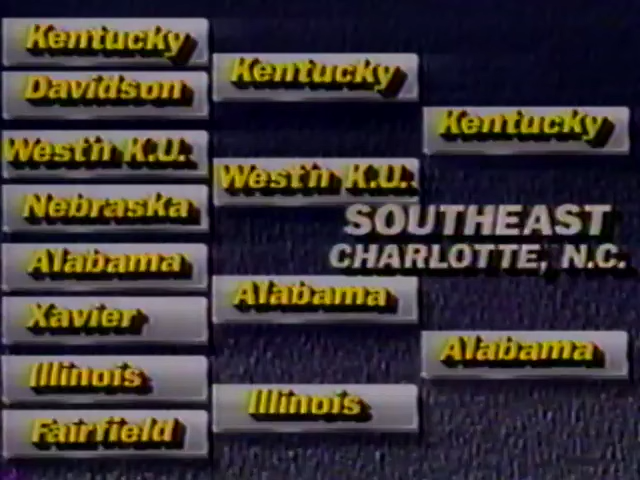 Kentucky
Davidson
West'n K.U.
Nebraska
Alabama
Xavier
Illinois
Fairfield
Kentucky
West'n K.U.
Alabama
Illinois
Kentucky
Alabama
SOUTHEAST
CHARLOTTE, N.C.